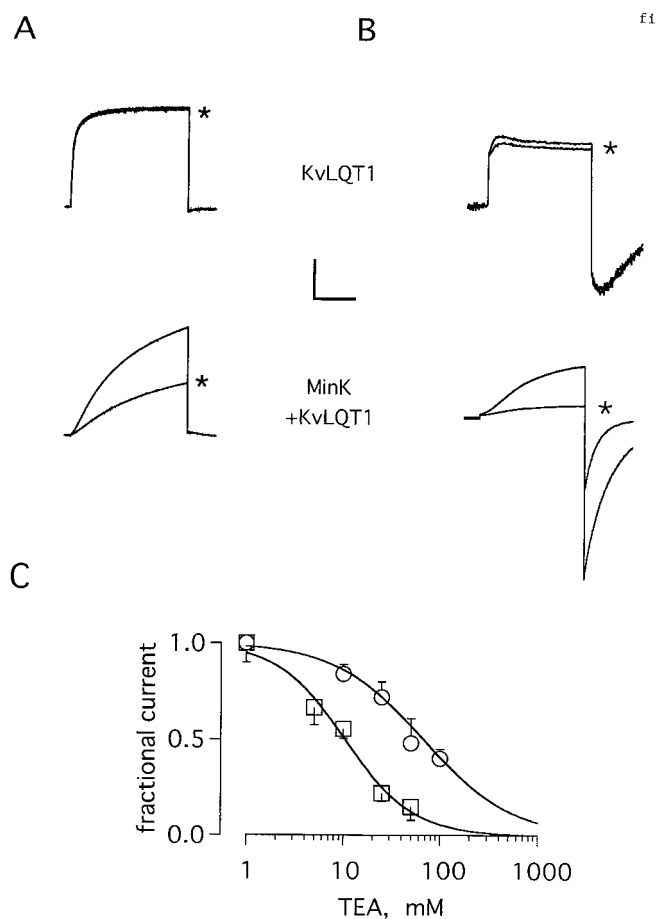 A
B
fi
*
*
KvLQT1
*
MinK
+KvLQT1
*
C
1.0
0.5
0.0
fractional current
1
10
100
1000
TEA, mM